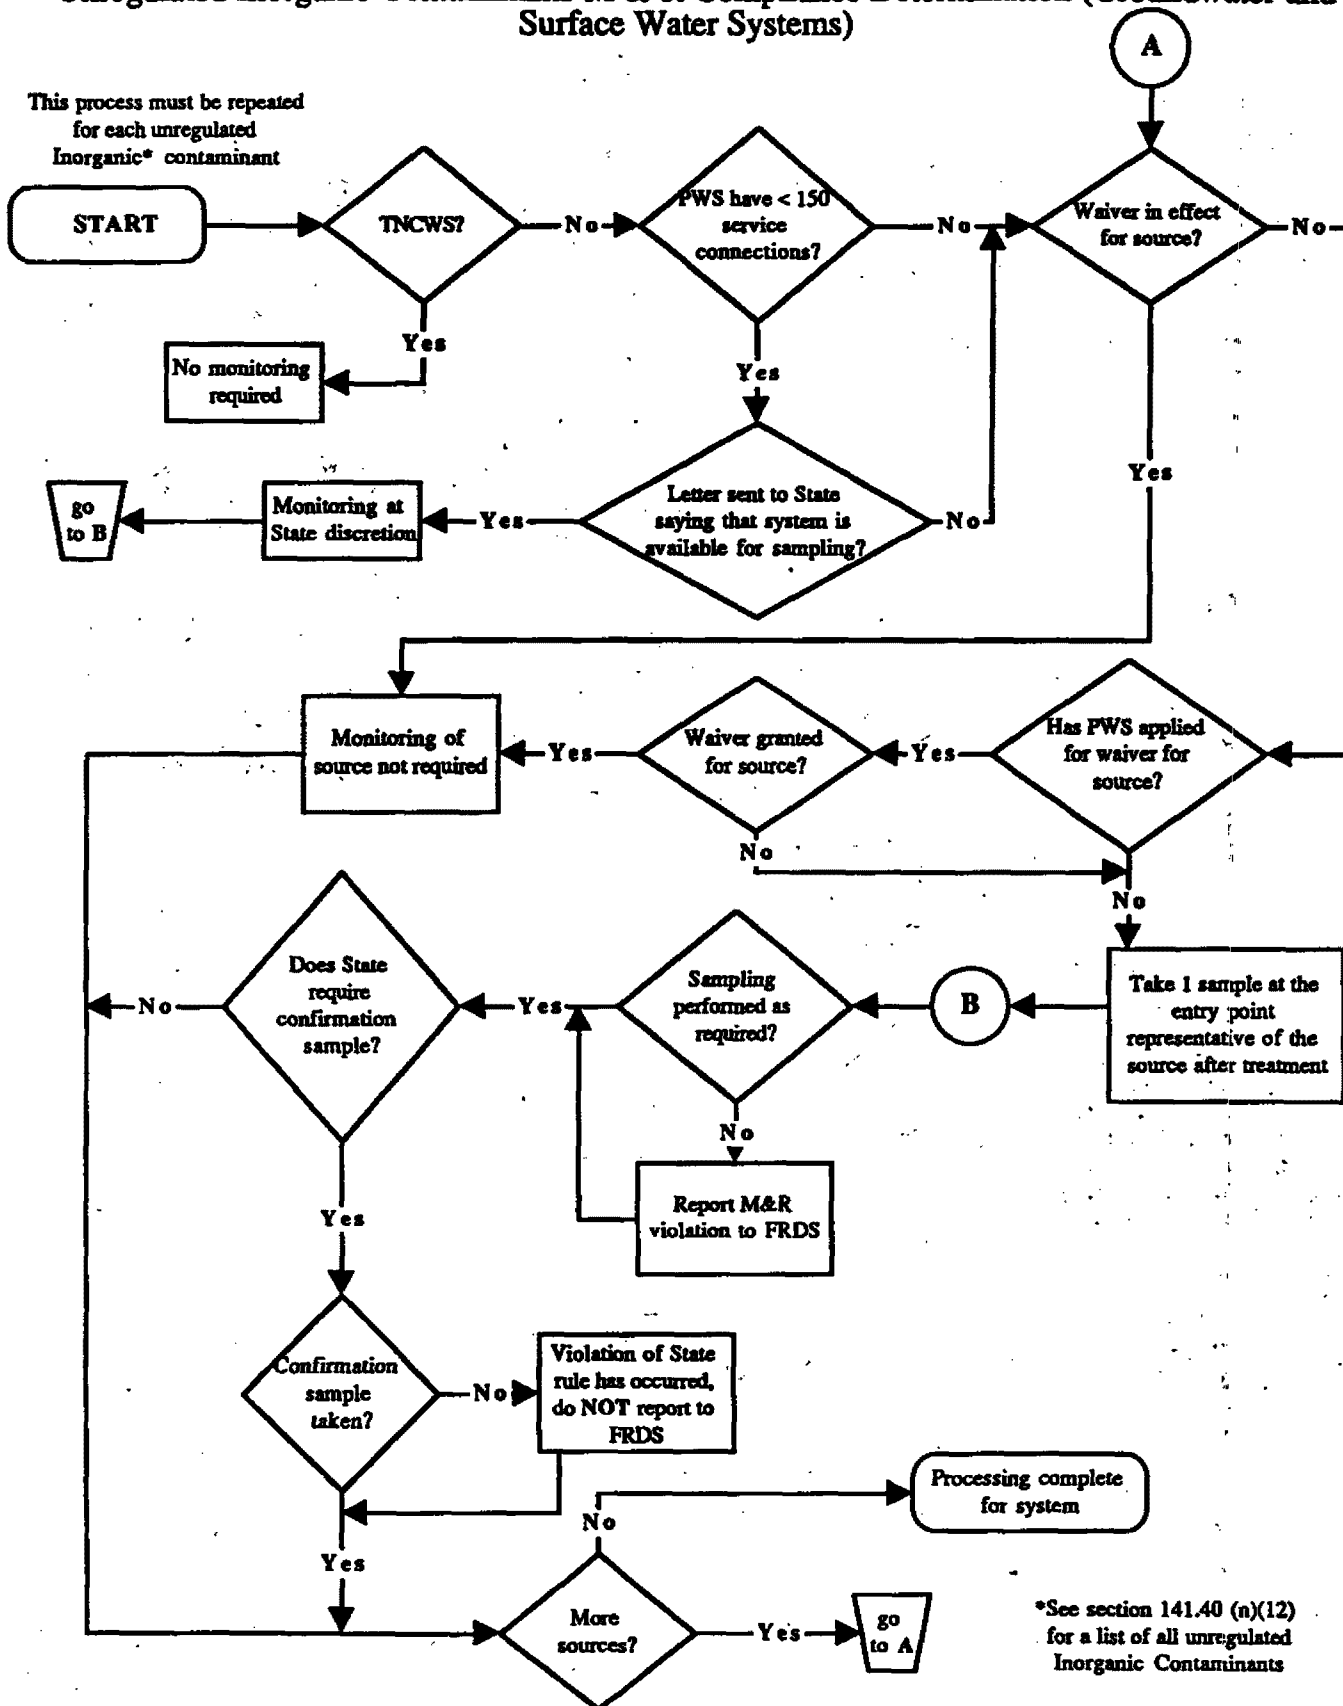 Surface Water Systems)
A
This process must be repeated
for each unregulated
Inorganic* contaminant
START
TNCWS?
No
PWS have < 150
service
connections?
No
Waiver in effect
for source?
No
Yes
No monitoring
required
Yes
Yes
go
to B
Monitoring at
State discretion
Yes
Letter sent to State
saying that system is
available for sampling?
No
Monitoring of
source not required
Yes
Waiver granted
for source?
Yes
Has PWS applied
for waiver for
source?
No
No
Does State
require
confirmation
sample?
No
Yes
Sampling
performed as
required?
B
Take 1 sample at the
entry point
representative of the
source after treatment
No
Report M&R
violation to FRDS
Yes
Confirmation
sample
taken?
No
Violation of State
rule has occurred,
do NOT report to
FRDS
Yes
No
Processing complete
for system
More
sources?
Yes
go
to A
*See section 141.40 (n)(12)
for a list of all unregulated
Inorganic Contaminants